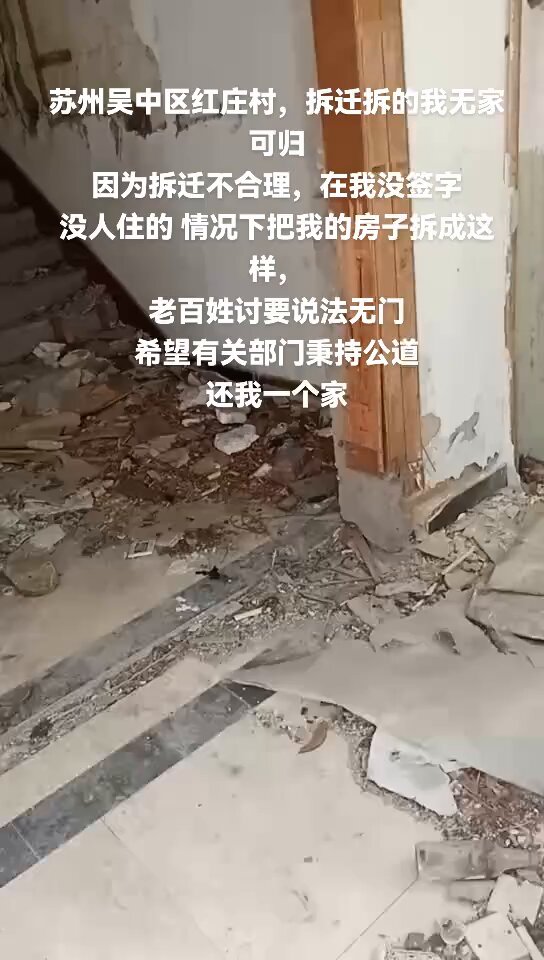 苏州吴中区红庄村，拆迁拆的我无家
可归
因为拆迁不合理，在我没签字
没人住的 情况下把我的房子拆成这
样，
老百姓讨要说法无门
希望有关部门秉持公道
还我一个家